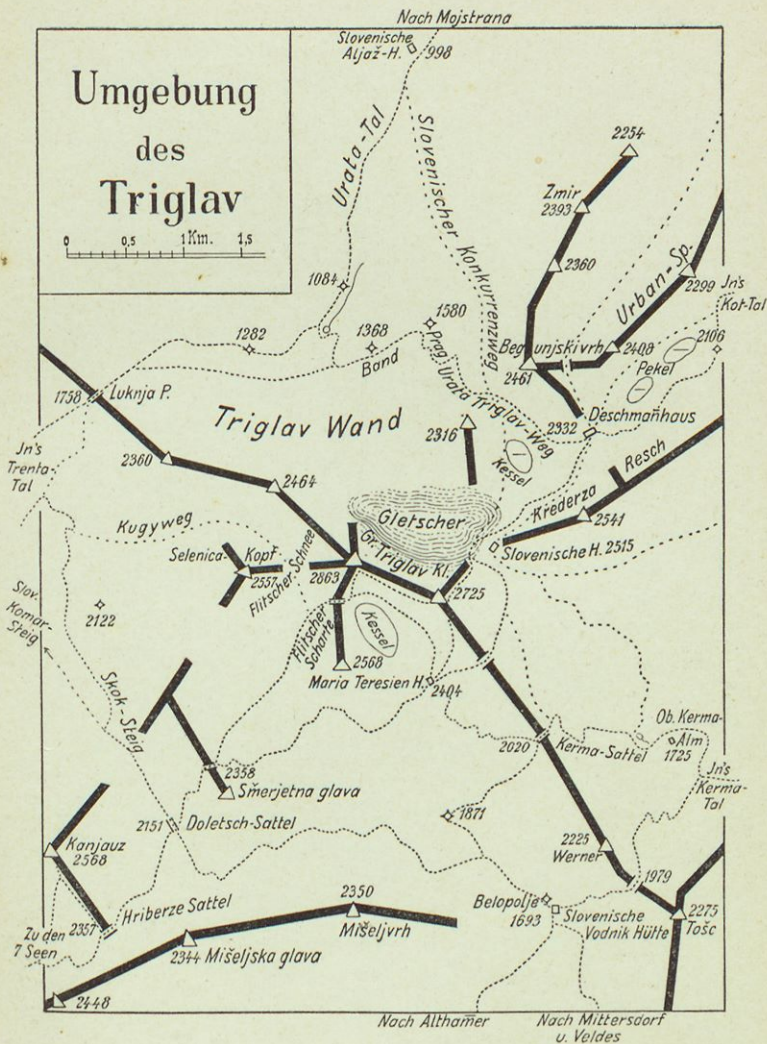 Nach Mojstrana
Umgebung
des
Triglav
0 0,5 1 Km. 1,5
Slovenische
Aljaž-H. 998
Urata-Tal
Slovenischer Konkurrenzweg
2254
Zmir
2393
2360
Urban-Sp.
2299
Jn's
Kot-Tal
1084
1580
1282
1368
Band
Prag.-Urata Triglav-Weg
Begunjski vrh
2461
2408
2106
Pekel
1758
Luknja P.
Triglav Wand
2316
2332
Deschmañhaus
Kessel
Jn's
Trenta-
Tal
2360
2464
Gletscher
Křederza
Resch
2541
Kugyweg
Slovenische H. 2515
Selenica-
Kopf
2557
Flitscher Schnee
2863
Gr. Triglav Kl.
2725
Slov.
Komar-
Steig
2122
Flitscher
Scharte
Kessel
2568
Maria Teresien H.
2404
Skok-Steig
2020
Kerma-Sattel
Ob. Kerma-
Alm
1725
Jn's
Kerma-
Tal
2358
Šmerjetna glava
2151
Doletsch-Sattel
1871
Kanjauz
2568
2225
Werner
1979
Hriberze Sattel
2357
Zu den
7 Seen
2350
Mišeljvrh
Belopolje
1693
Slovenische
Vodnik Hütte
2275
Tošc
2344 Mišeljska glava
2448
Nach Althamer
Nach Mittersdorf
u. Veldes